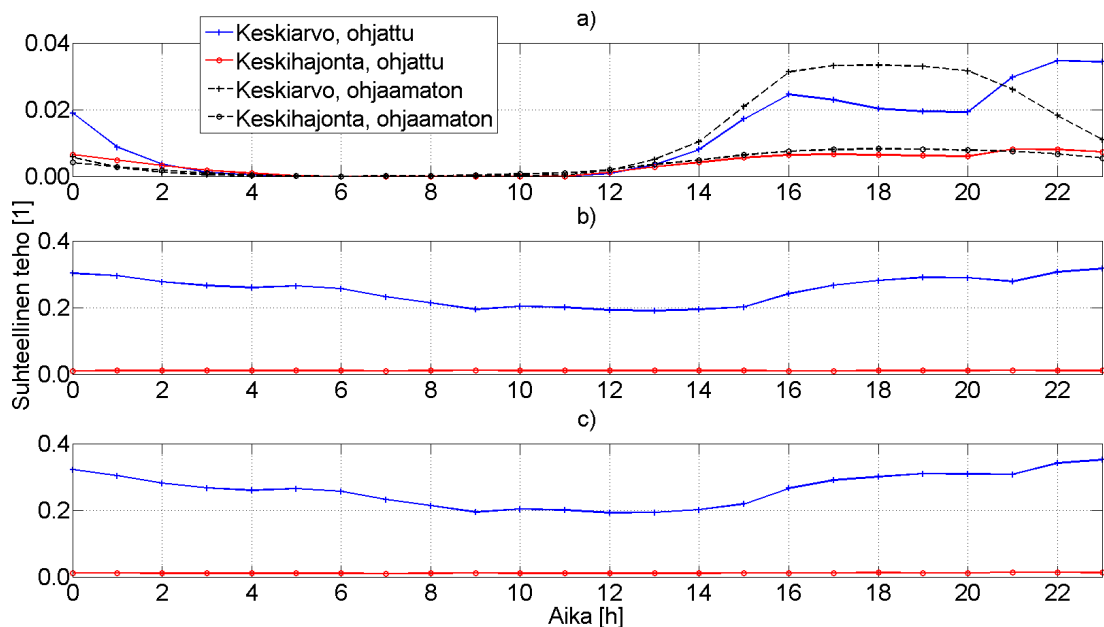 a)
Keskiarvo, ohjattu
Keskihajonta, ohjattu
Keskiarvo, ohjaamaton
Keskihajonta, ohjaamaton
0.04
0.02
0.00
0 2 4 6 8 10 12 14 16 18 20 22
b)
Suhteellinen teho [1]
0.4
0.2
0.0
0 2 4 6 8 10 12 14 16 18 20 22
c)
0.4
0.2
0.0
0 2 4 6 8 10 12 14 16 18 20 22
Aika [h]